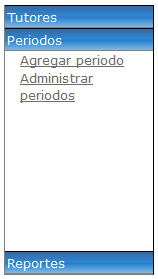 Tutores
Periodos
Agregar periodo
Administrar
periodos
Reportes